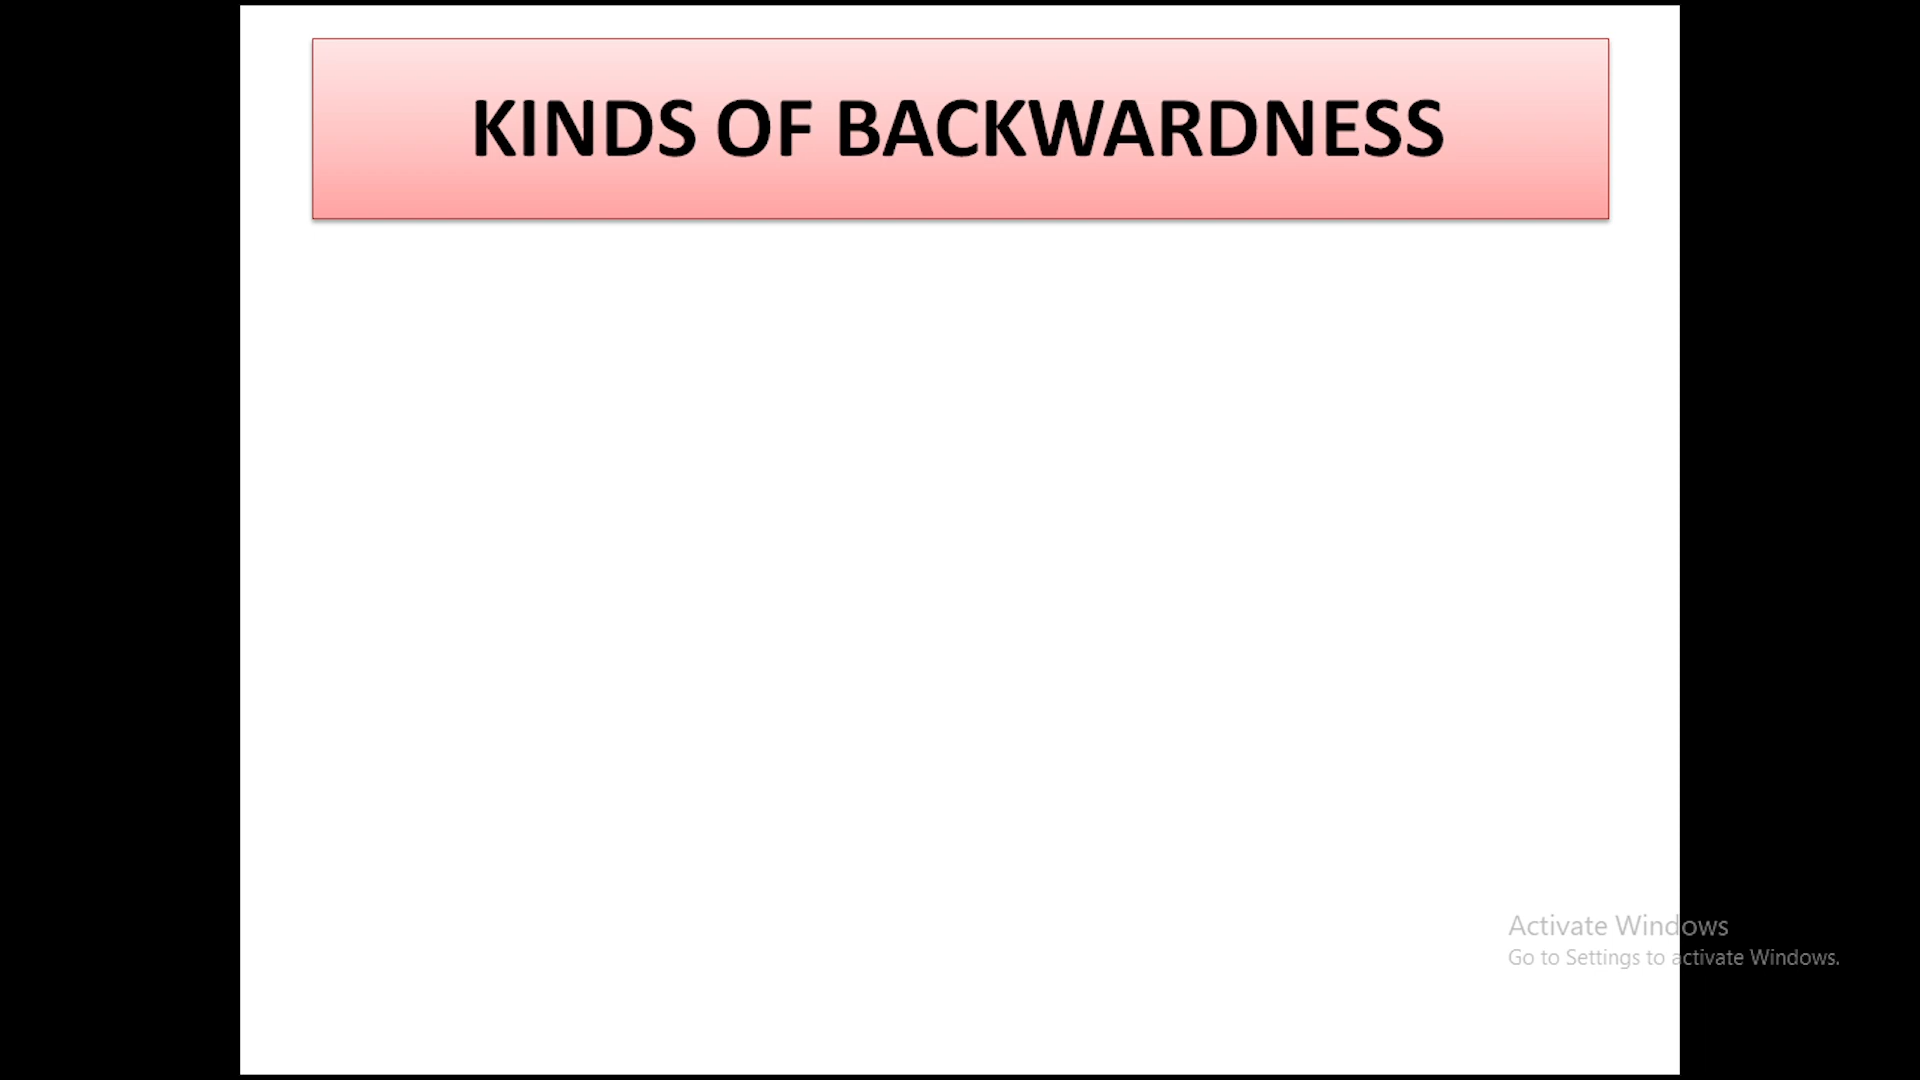 KINDS OF BACKWARDNESS
Activate Windows
Go to Settings to activate Windows.